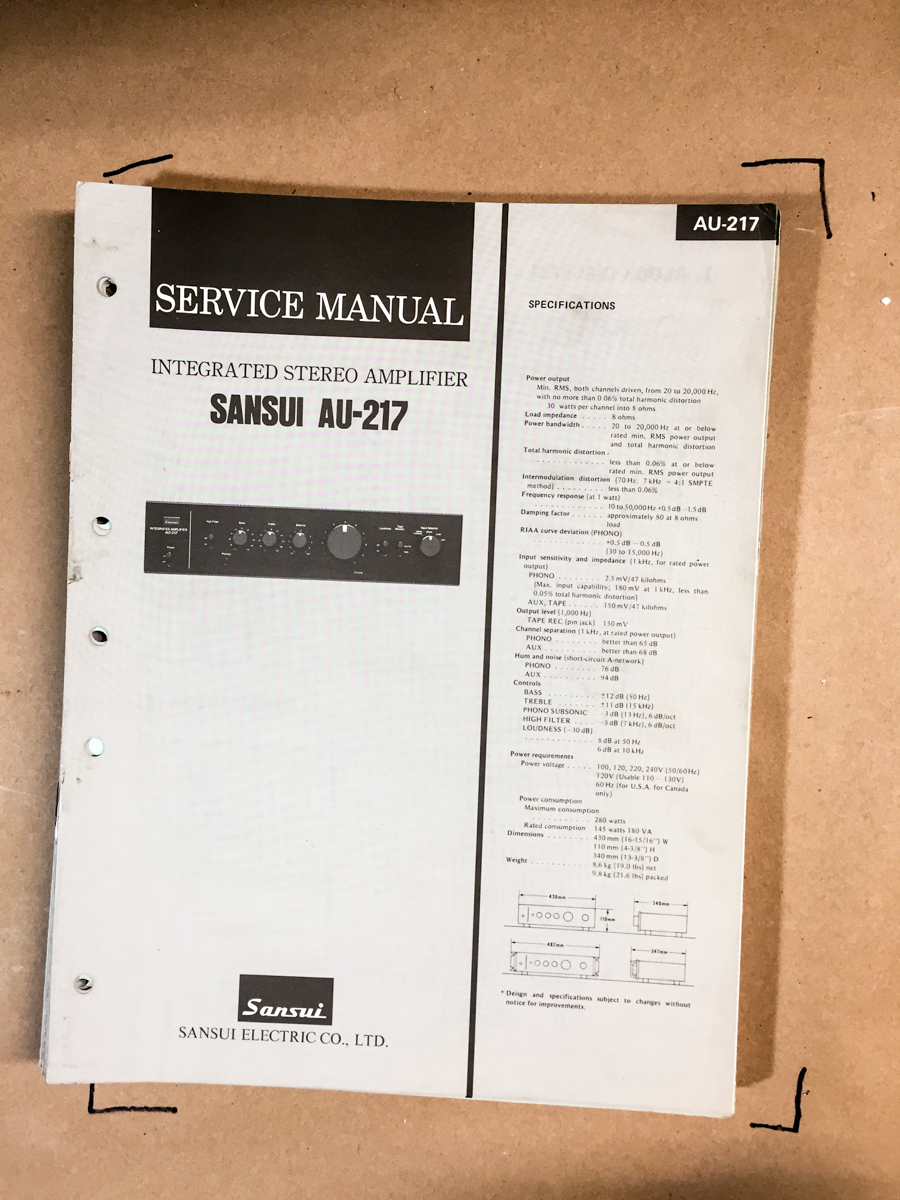 SERVICE MANUAL
INTEGRATED STEREO AMPLIFIER
SANSUI AU-217
Sansui
SANSUI ELECTRIC CO., LTD.
AU-217
SPECIFICATIONS
Power output
Min. RMS, both channels driven, from 20 to 20,000 Hz,
with no more than 0.06% total harmonic distortion
30 watts per channel into 8 ohms
Load impedance . . . . . 8 ohms
Power bandwidth . . . . . 20 to 20,000 Hz at or below
rated min. RMS power output
and total harmonic distortion
Total harmonic distortion .
. . . . . . . . . . . . less than 0.06% at or below
rated min. RMS power output
Intermodulation distortion (70 Hz: 7 kHz = 4:1 SMPTE
method) . . . . . . . . . less than 0.06%
Frequency response (at 1 watt)
. . . . . . . . . . . . 10 to 50,000 Hz +0.5 dB -1.5 dB
Damping factor . . . . . . approximately 80 at 8 ohms
load
RIAA curve deviation (PHONO)
. . . . . . . . . . . . +0.5 dB - 0.5 dB
(30 to 15,000 Hz)
Input sensitivity and impedance (1 kHz, for rated power
output)
PHONO . . . . . . . . 2.5 mV/47 kilohms
(Max. input capability; 180 mV at 1 kHz, less than
0.05% total harmonic distortion)
AUX, TAPE . . . . . . 150 mV/47 kilohms
Output level (1,000 Hz)
TAPE REC (pin jack) 150 mV
Channel separation (1 kHz, at rated power output)
PHONO . . . . . . . . better than 65 dB
AUX . . . . . . . . . . better than 68 dB
Hum and noise (short-circuit A-network)
PHONO . . . . . . . . 76 dB
AUX . . . . . . . . . . 94 dB
Controls
BASS . . . . . . . . . ±12 dB (50 Hz)
TREBLE . . . . . . . ±11 dB (15 kHz)
PHONO SUBSONIC -3 dB (13 Hz), 6 dB/oct
HIGH FILTER . . . . -3 dB (7 kHz), 6 dB/oct
LOUDNESS (-30 dB)
. . . . . . . . . . . . 8 dB at 50 Hz
6 dB at 10 kHz
Power requirements
Power voltage . . . . . 100, 120, 220, 240V (50/60 Hz)
120V (Usable 110 - 130V)
60 Hz (for U.S.A. for Canada
only)
Power consumption
Maximum consumption
. . . . . . . . . . . 280 watts
Rated consumption 145 watts 180 VA
Dimensions . . . . . . . . 430 mm (16-15/16") W
110 mm (4-3/8") H
340 mm (13-3/8") D
Weight . . . . . . . . . . . 8.6 kg (19.0 lbs) net
9.8 kg (21.6 lbs) packed
430mm
340mm
110mm
482mm
347mm
* Deisgn and specifications subject to changes without
notice for improvements.